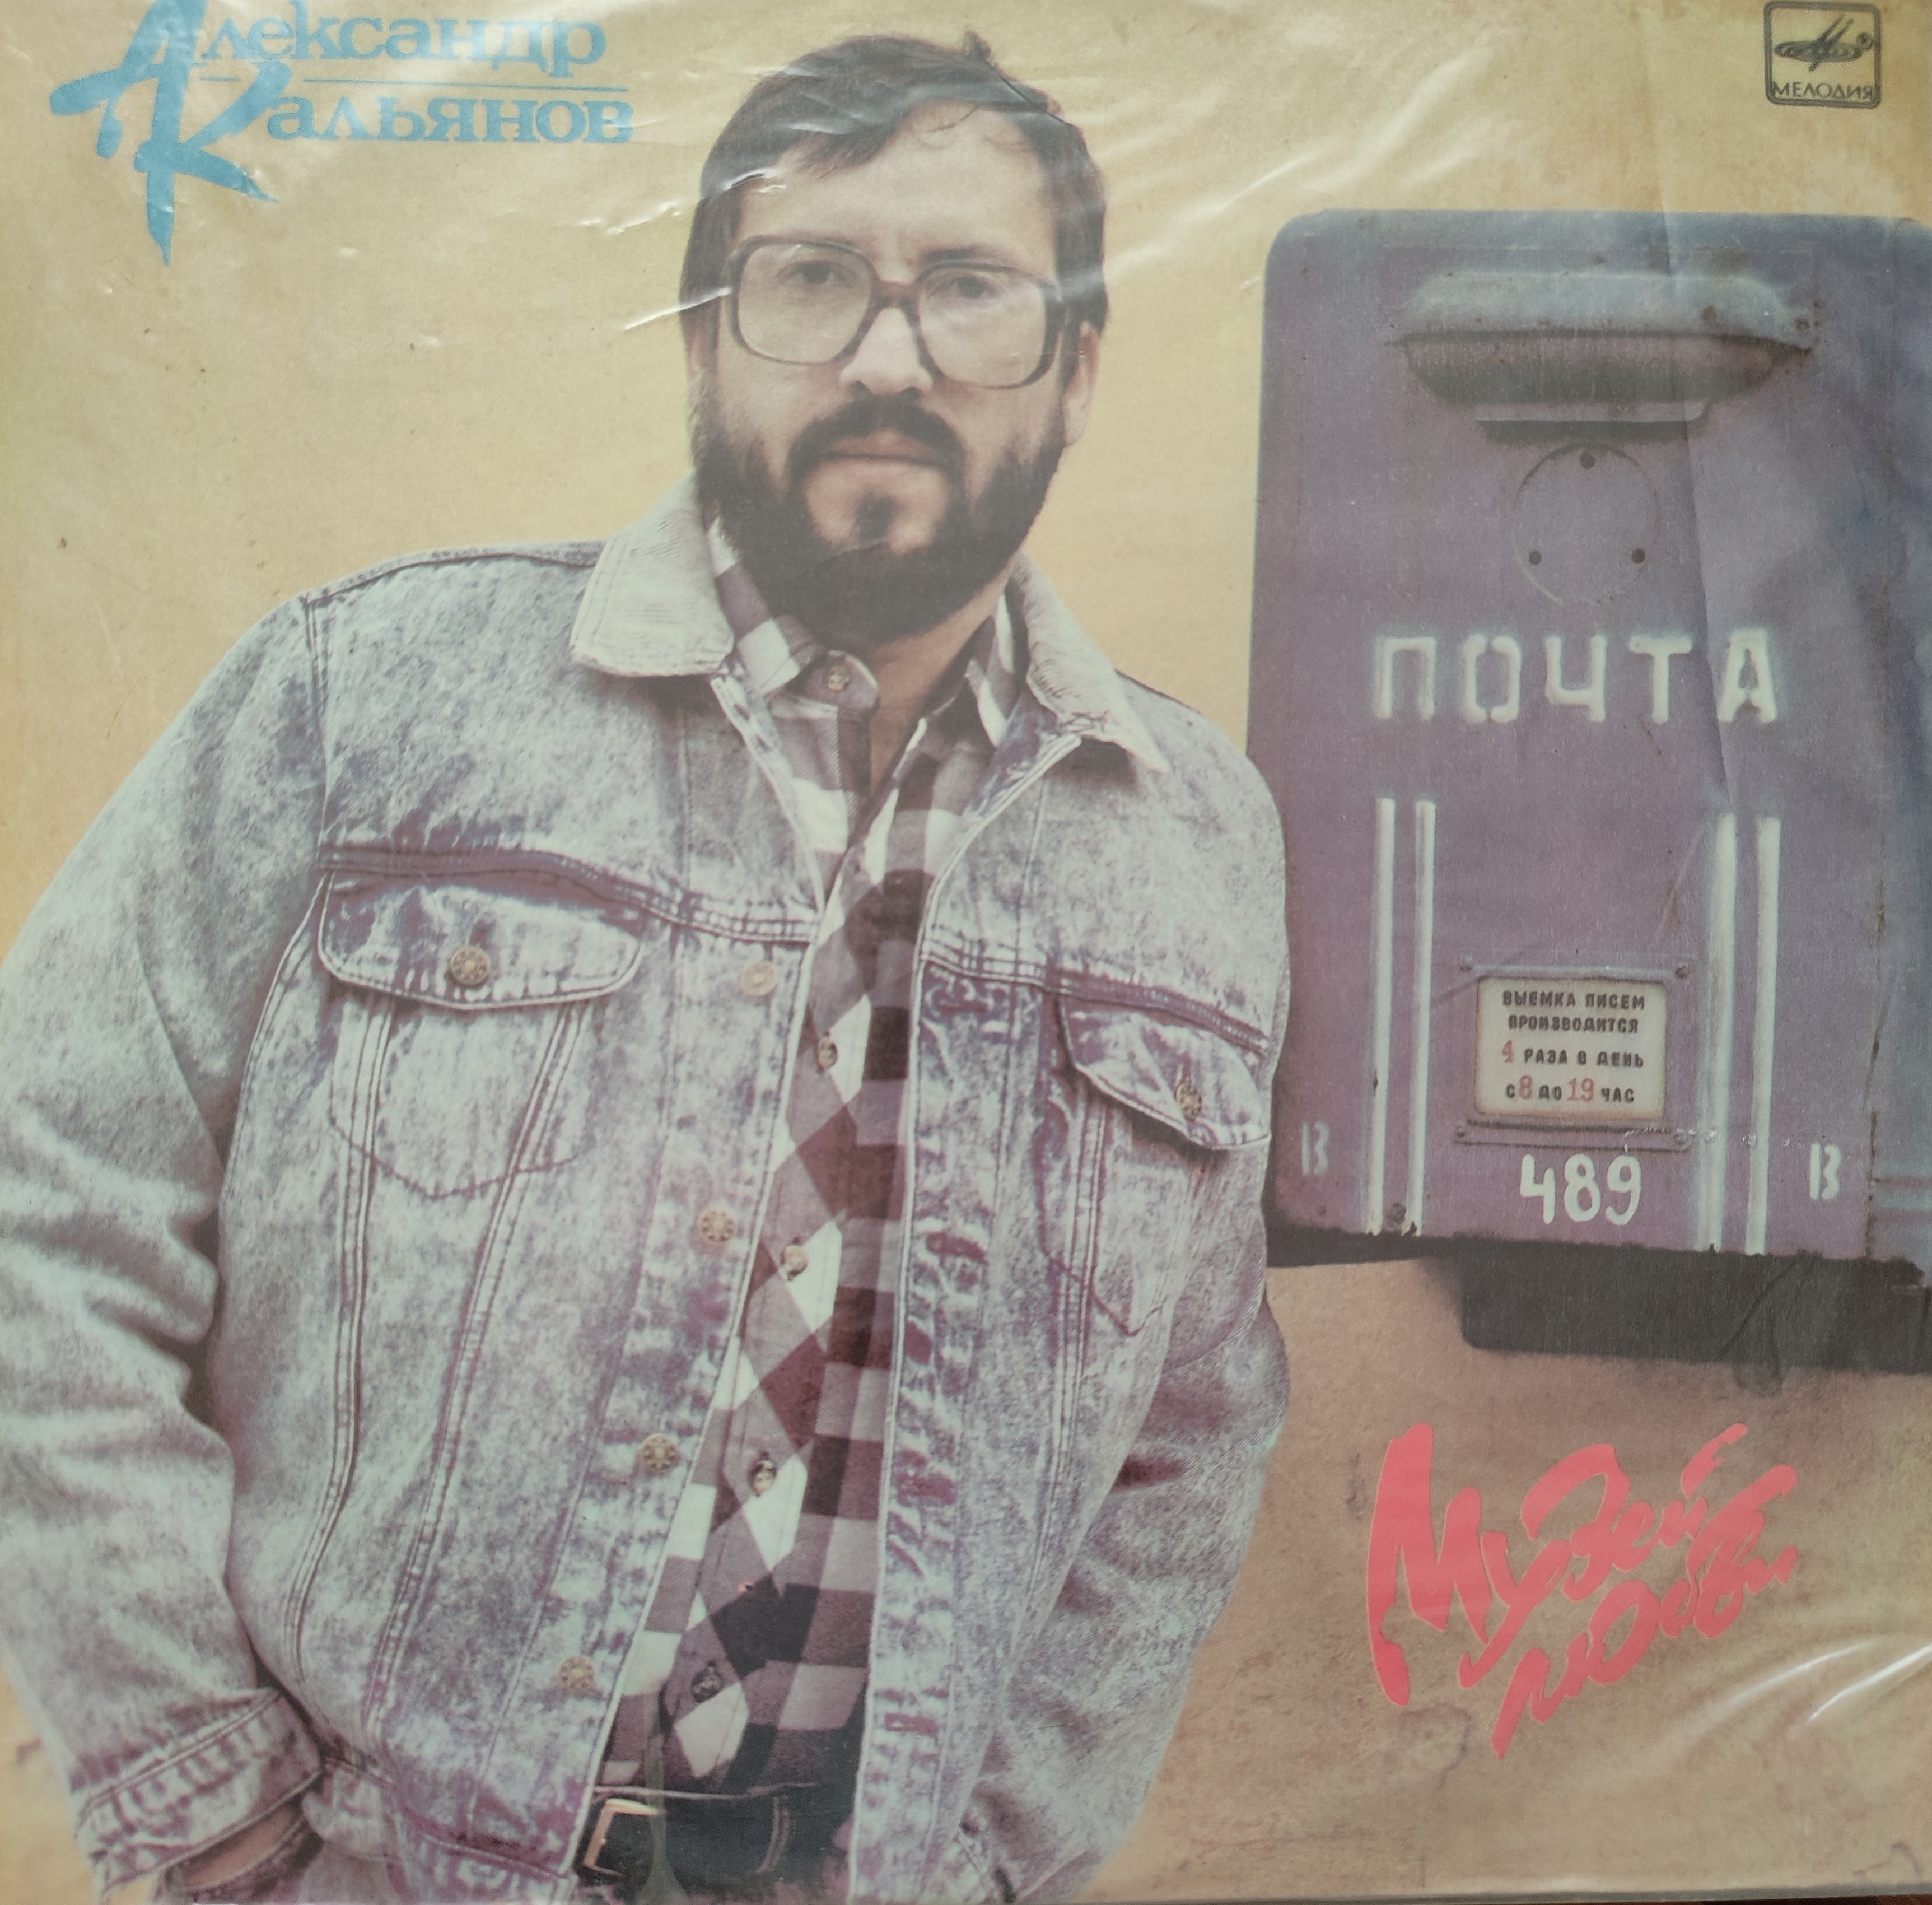 Александр
Кальянов
МЕЛОДИЯ
ПОЧТА
ВЫЕМКА ПИСЕМ
ПРОИЗВОДИТСЯ
4 РАЗА В ДЕНЬ
С 8 ДО 19 ЧАС
В В
489
Музей
любви